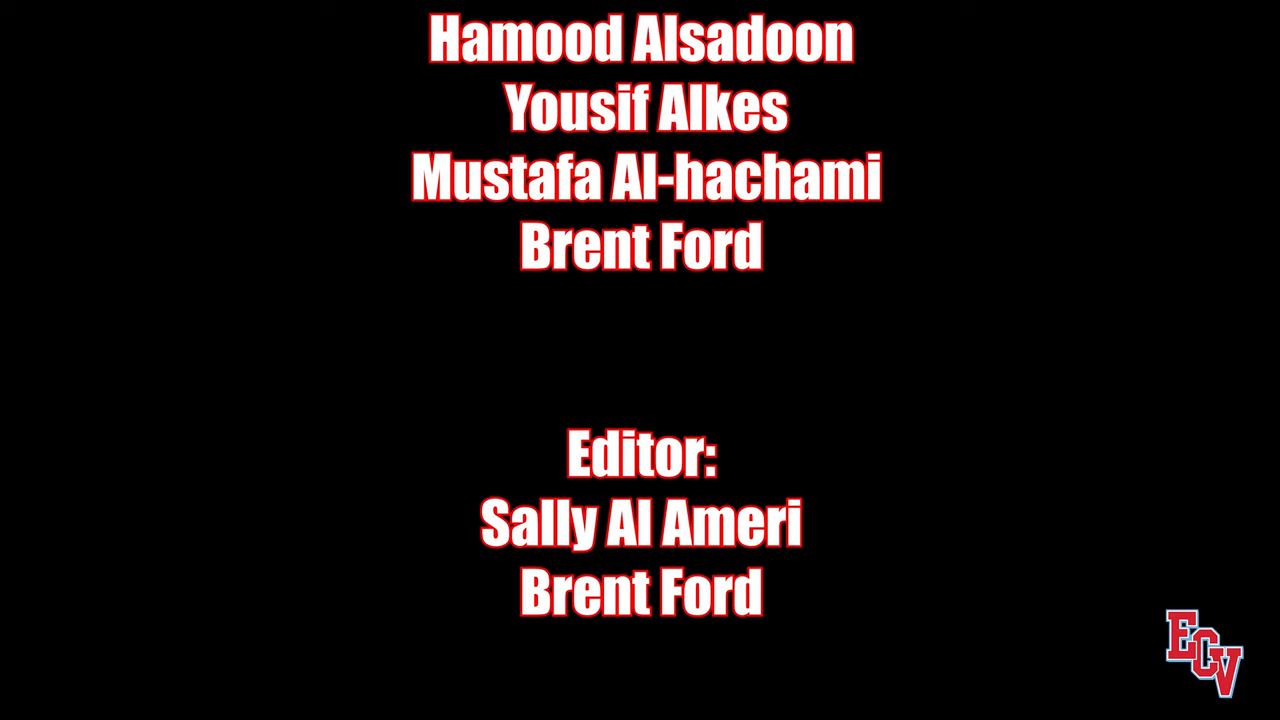 Hamood Alsadoon
Yousif Alkes
Mustafa Al-hachami
Brent Ford
Editor:
Sally Al Ameri
Brent Ford
ECV